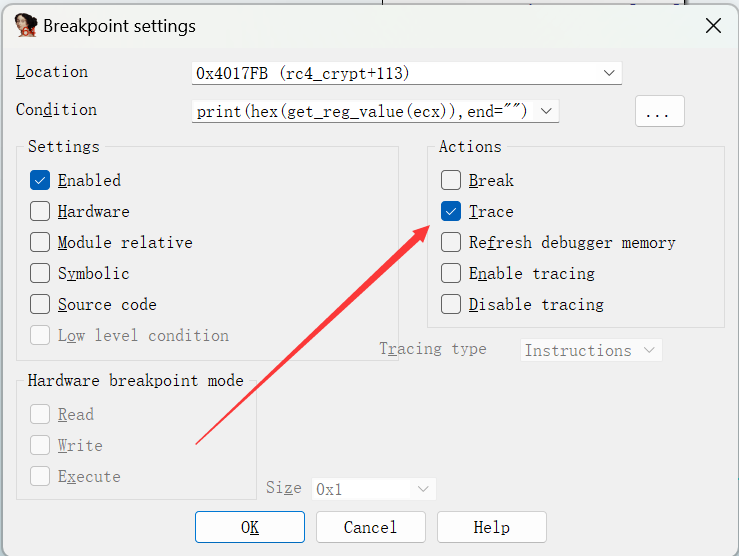 Breakpoint settings
Location
0x4017FB (rc4_crypt+113)
Condition
print(hex(get_reg_value(ecx)),end="")
...
Settings
Enabled
Hardware
Module relative
Symbolic
Source code
Low level condition
Actions
Break
Trace
Refresh debugger memory
Enable tracing
Disable tracing
Tracing type
Instructions
Hardware breakpoint mode
Read
Write
Execute
Size
0x1
OK
Cancel
Help